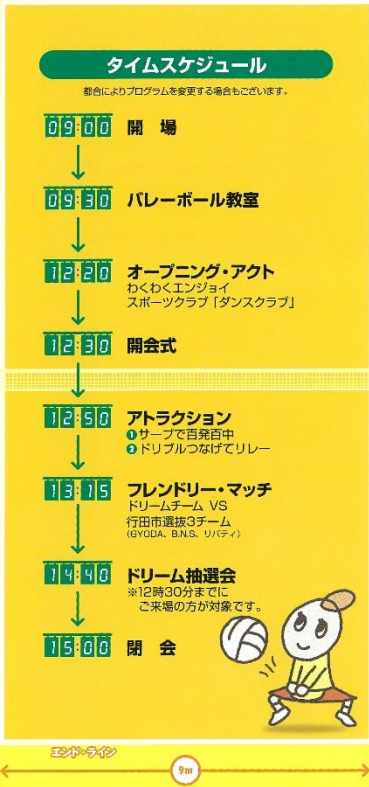 タイムスケジュール
都合によりプログラムを変更する場合もございます。
09:00 開 場
09:30 バレーボール教室
12:20 オープニング・アクト
わくわくエンジョイ
スポーツクラブ「ダンスクラブ」
12:30 開会式
12:50 アトラクション
❶サーブで百発百中
❷ドリブルつなげてリレー
13:15 フレンドリー・マッチ
ドリームチーム VS
行田市選抜3チーム
(GYODA、B.N.S、リバティ)
14:40 ドリーム抽選会
※12時30分までに
ご来場の方が対象です。
15:00 閉 会
エンド・ライン
9m